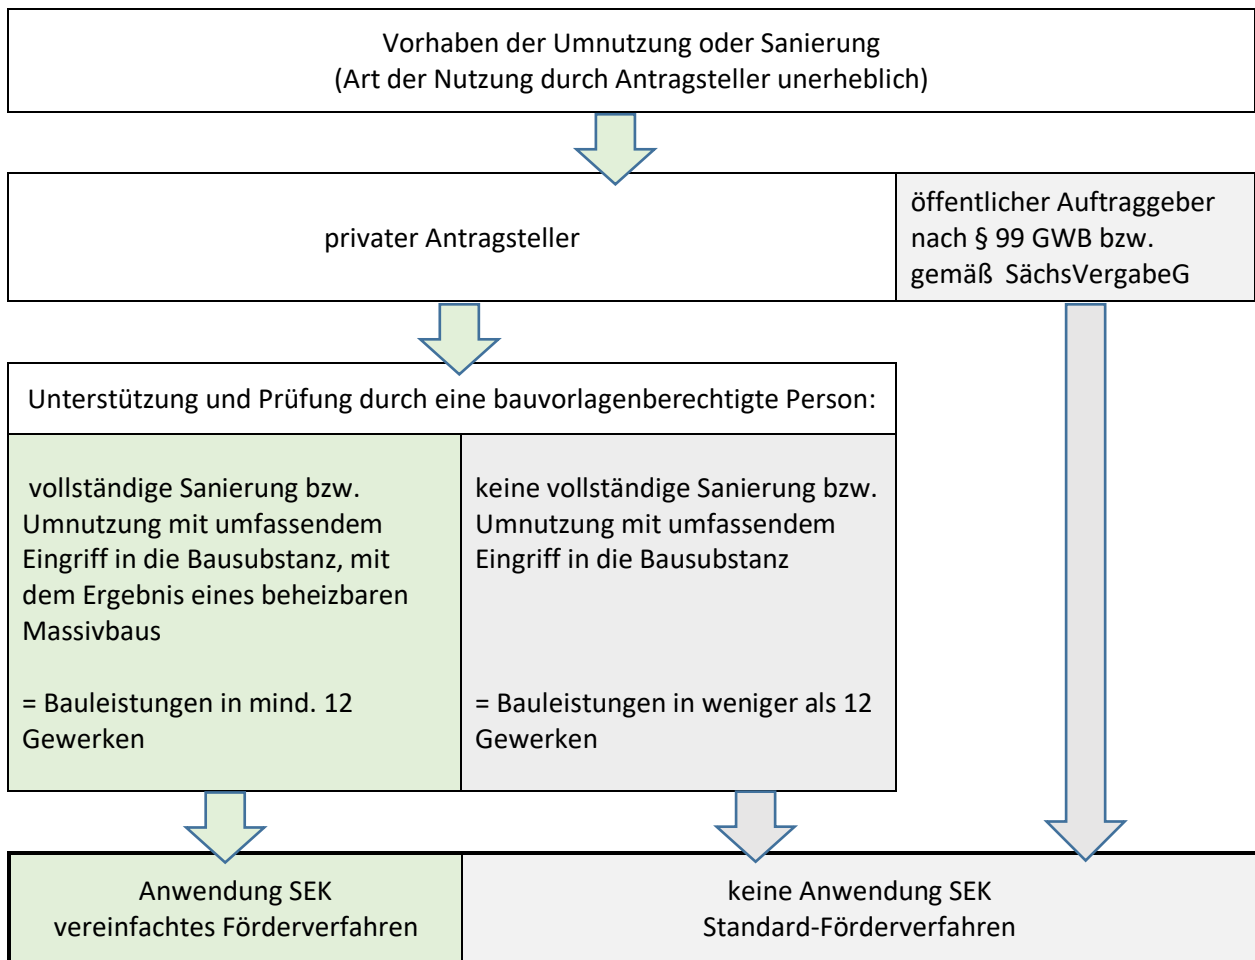 Vorhaben der Umnutzung oder Sanierung
(Art der Nutzung durch Antragsteller unerheblich)
privater Antragsteller
öffentlicher Auftraggeber
nach § 99 GWB bzw.
gemäß SächsVergabeG
Unterstützung und Prüfung durch eine bauvorlagenberechtigte Person:
vollständige Sanierung bzw.
Umnutzung mit umfassendem
Eingriff in die Bausubstanz, mit
dem Ergebnis eines beheizbaren
Massivbaus
= Bauleistungen in mind. 12
Gewerken
keine vollständige Sanierung bzw.
Umnutzung mit umfassendem
Eingriff in die Bausubstanz
= Bauleistungen in weniger als 12
Gewerken
Anwendung SEK
vereinfachtes Förderverfahren
keine Anwendung SEK
Standard-Förderverfahren